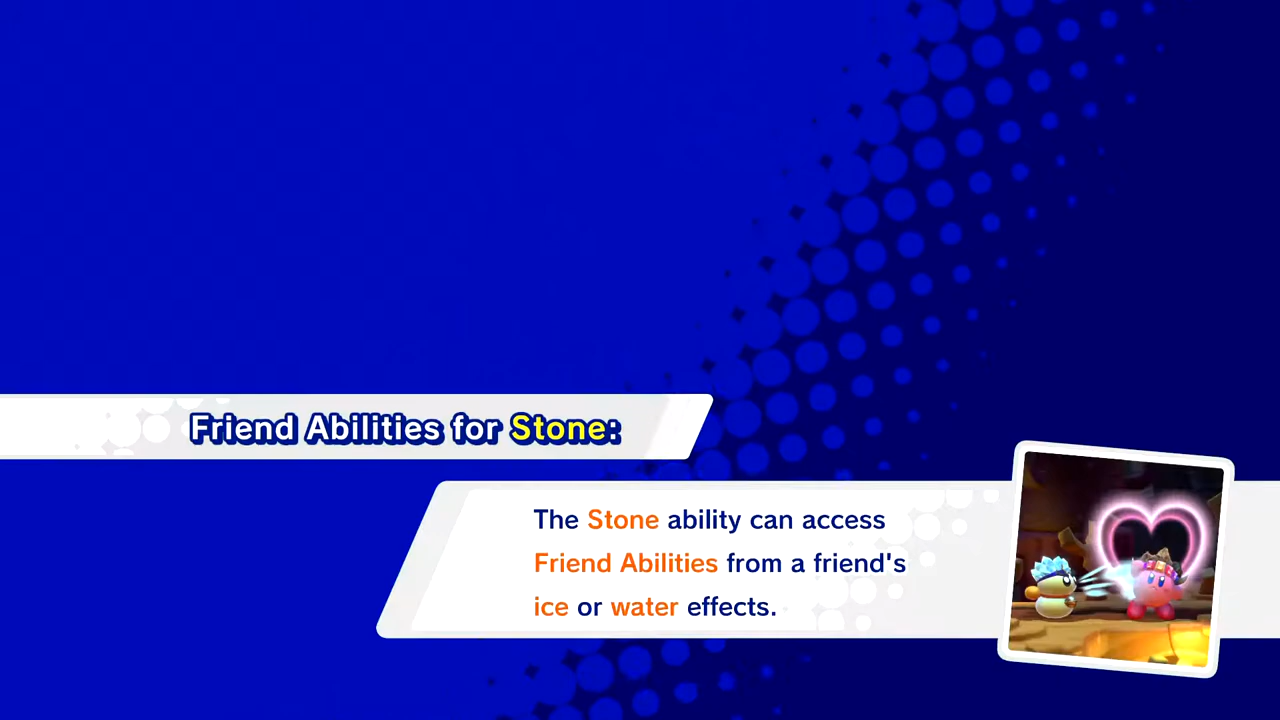 Friend Abilities for Stone:
The Stone ability can access
Friend Abilities from a friend's
ice or water effects.